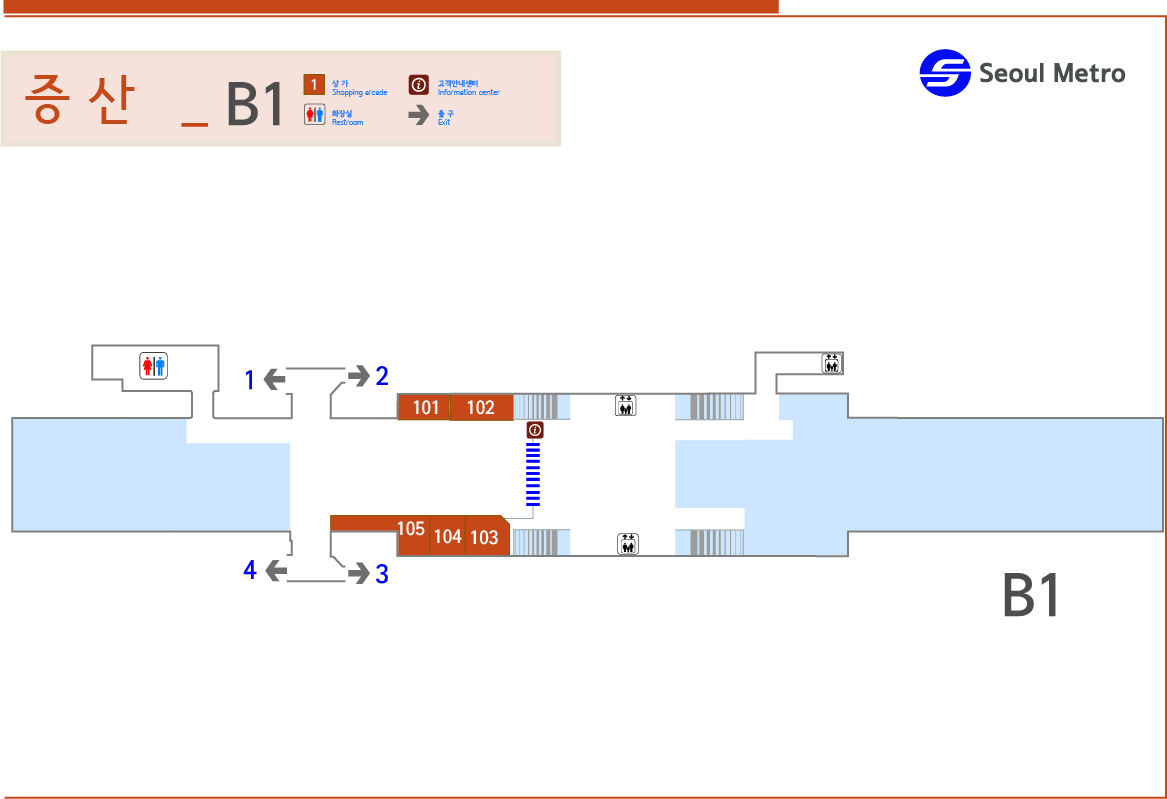 증 산 _ B1
1 상 가
Shopping arcade
고객안내센터
Information center
화장실
Restroom
출 구
Exit
Seoul Metro
1
2
101
102
105
104
103
4
3
B1